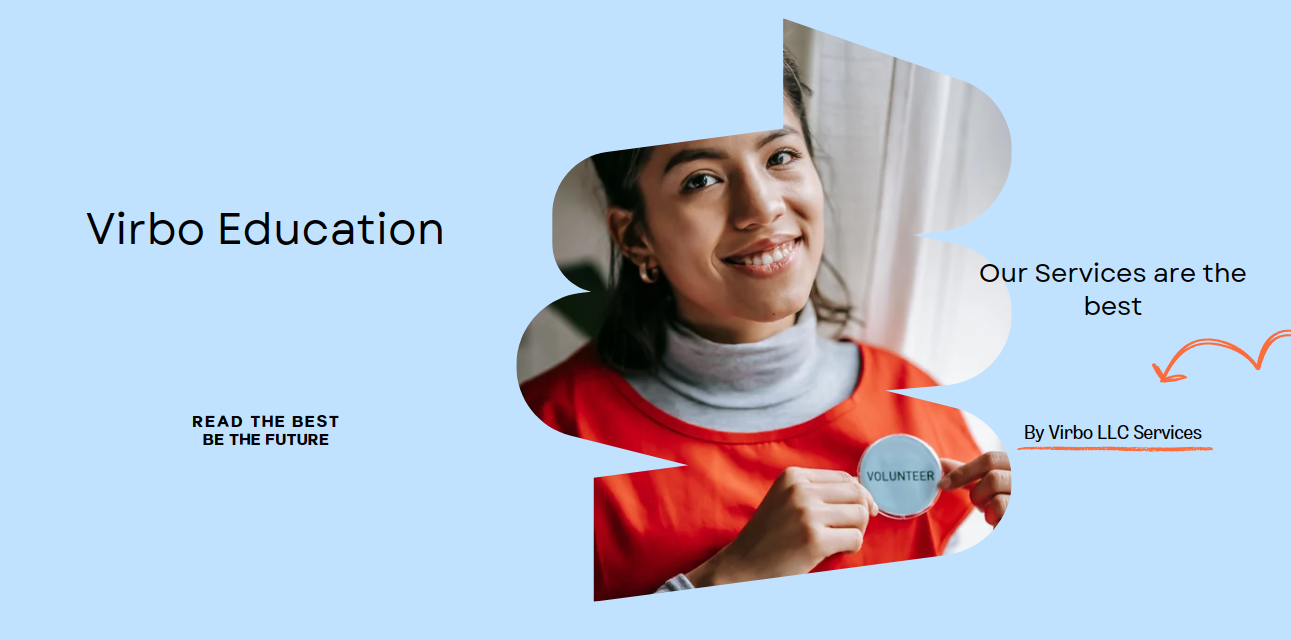 Virbo Education
READ THE BEST
BE THE FUTURE
VOLUNTEER
Our Services are the
best
By Virbo LLC Services